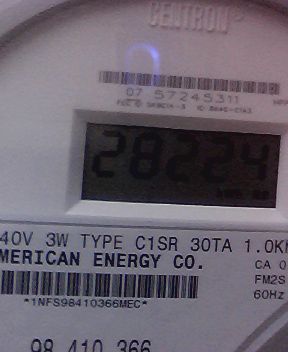 CENTRON
07 57245311
28224
40V 3W TYPE C1SR 30TA 1.0K
MERICAN ENERGY CO.
CA 0
FM2S
60Hz
*1NFS98410366MEC*
98 410 366